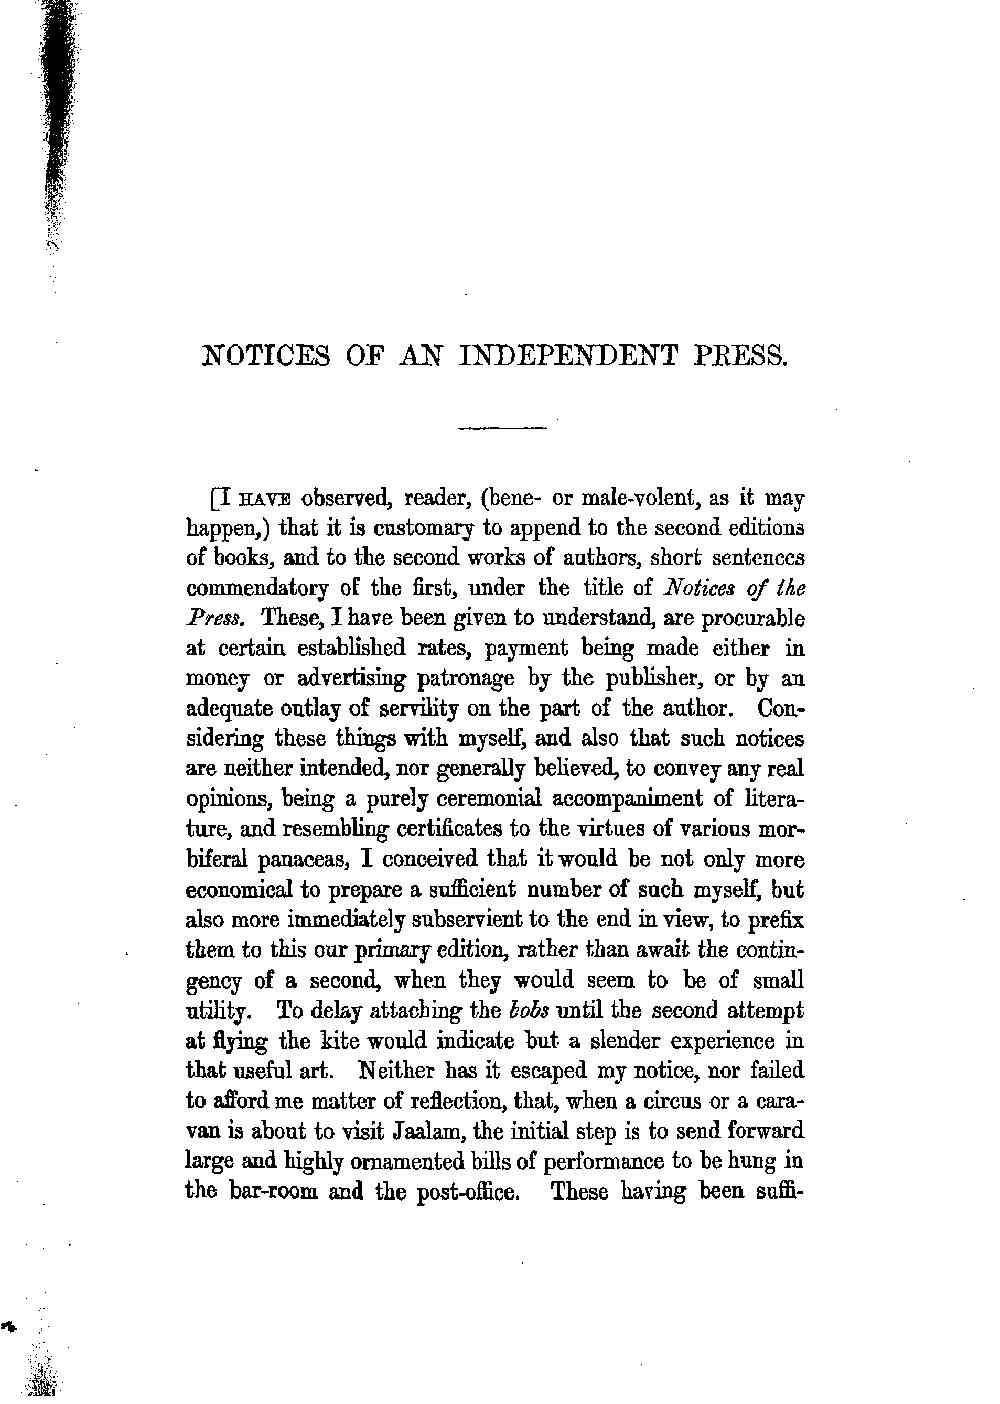 NOTICES OF AN INDEPENDENT PRESS.
[I HAVE observed, reader, (bene- or male-volent, as it may
happen,) that it is customary to append to the second editions
of books, and to the second works of authors, short sentences
commendatory of the first, under the title of Notices of the
Press. These, I have been given to understand, are procurable
at certain established rates, payment being made either in
money or advertising patronage by the publisher, or by an
adequate outlay of servility on the part of the author. Con-
sidering these things with myself, and also that such notices
are neither intended, nor generally believed, to convey any real
opinions, being a purely ceremonial accompaniment of litera-
ture, and resembling certificates to the virtues of various mor-
biferal panaceas, I conceived that it would be not only more
economical to prepare a sufficient number of such myself, but
also more immediately subservient to the end in view, to prefix
them to this our primary edition, rather than await the contin-
gency of a second, when they would seem to be of small
utility. To delay attaching the bobs until the second attempt
at flying the kite would indicate but a slender experience in
that useful art. Neither has it escaped my notice, nor failed
to afford me matter of reflection, that, when a circus or a cara-
van is about to visit Jaalam, the initial step is to send forward
large and highly ornamented bills of performance to be hung in
the bar-room and the post-office. These having been suffi-